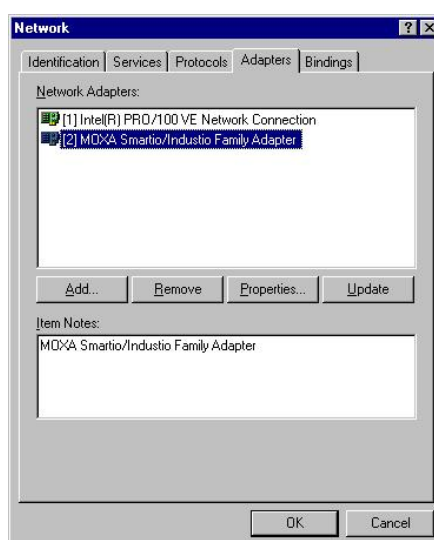 Network
Identification Services Protocols Adapters Bindings
Network Adapters:
[1] Intel(R) PRO/100 VE Network Connection
[2] MOXA Smartio/Industio Family Adapter
Add... Remove Properties... Update
Item Notes:
MOXA Smartio/Industio Family Adapter
OK Cancel